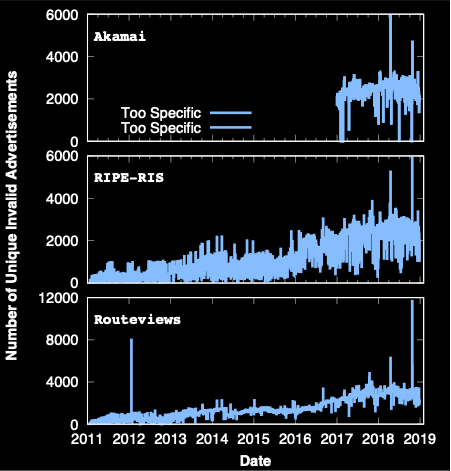 Number of Unique Invalid Advertisements
6000
4000
2000
0
Akamai
Too Specific
Too Specific
6000
4000
2000
0
RIPE-RIS
12000
8000
4000
0
Routeviews
2011 2012 2013 2014 2015 2016 2017 2018 2019
Date